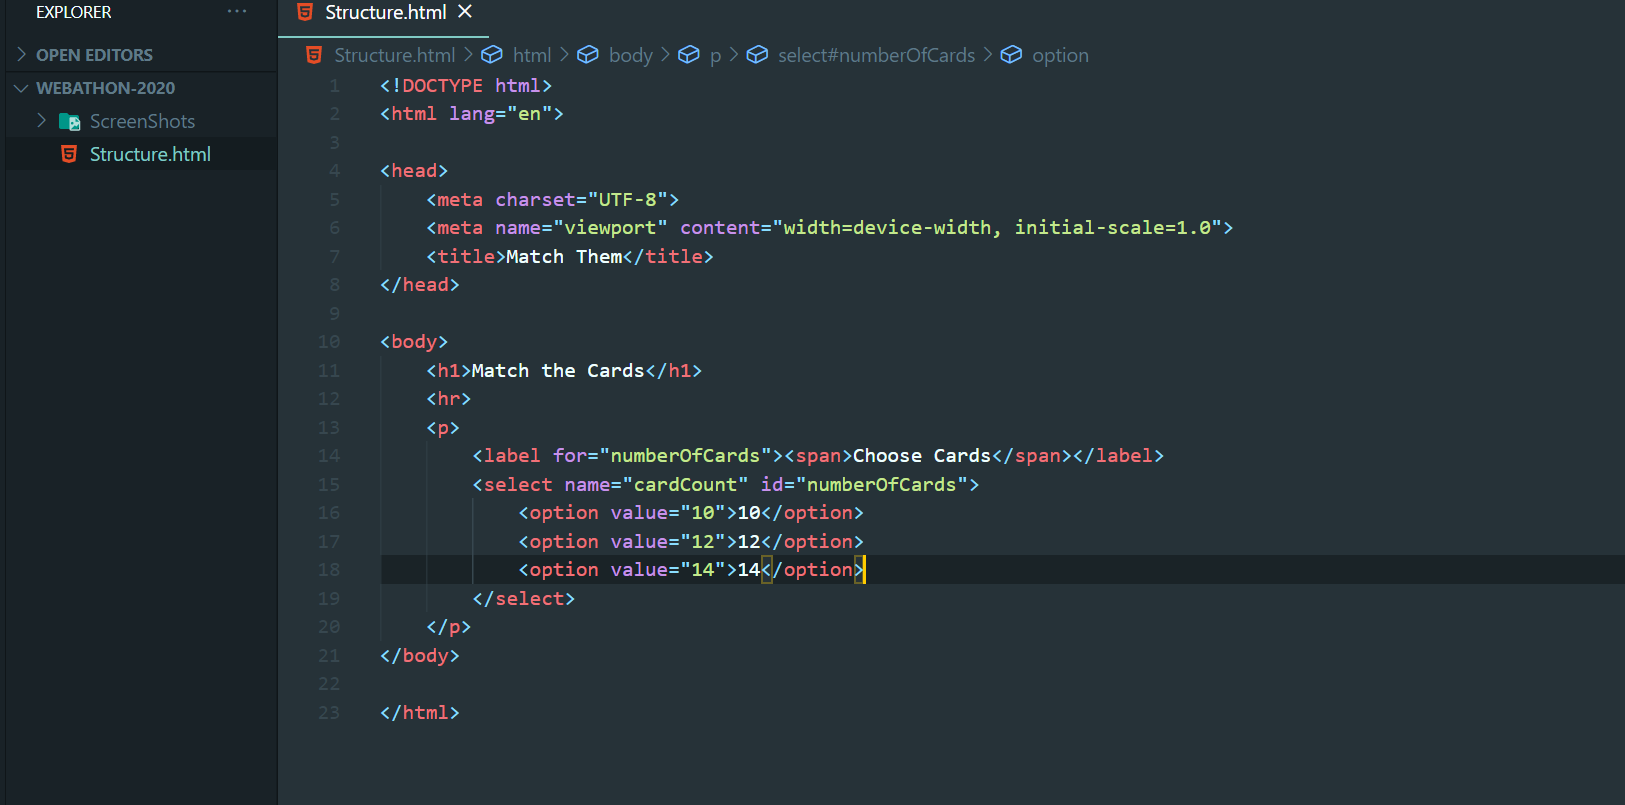 EXPLORER ···
OPEN EDITORS
WEBATHON-2020
ScreenShots
Structure.html
Structure.html ×
Structure.html > html > body > p > select#numberOfCards > option
1 <!DOCTYPE html>
2 <html lang="en">
3
4 <head>
5     <meta charset="UTF-8">
6     <meta name="viewport" content="width=device-width, initial-scale=1.0">
7     <title>Match Them</title>
8 </head>
9
10 <body>
11     <h1>Match the Cards</h1>
12     <hr>
13     <p>
14         <label for="numberOfCards"><span>Choose Cards</span></label>
15         <select name="cardCount" id="numberOfCards">
16             <option value="10">10</option>
17             <option value="12">12</option>
18             <option value="14">14</option>
19         </select>
20     </p>
21 </body>
22
23 </html>